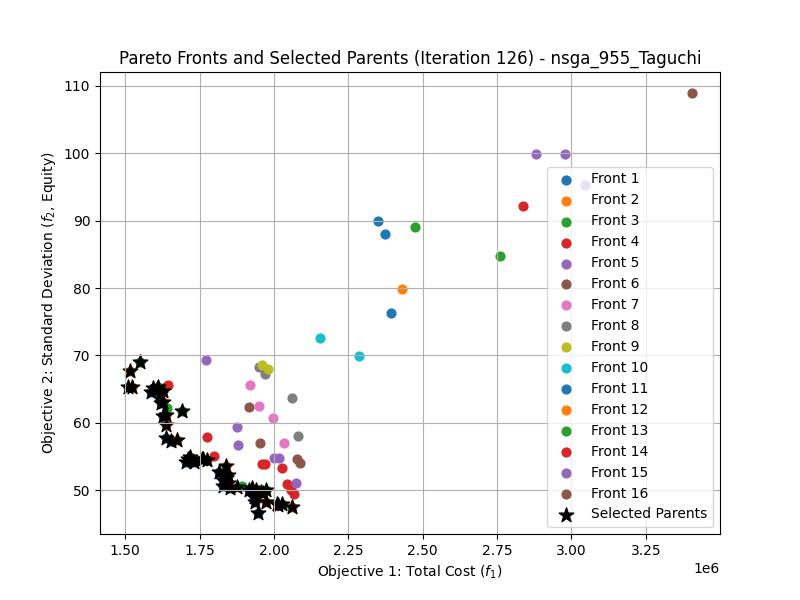 Pareto Fronts and Selected Parents (Iteration 126) - nsga_955_Taguchi
Objective 2: Standard Deviation (f₂, Equity)
110
100
90
80
70
60
50
Front 1
Front 2
Front 3
Front 4
Front 5
Front 6
Front 7
Front 8
Front 9
Front 10
Front 11
Front 12
Front 13
Front 14
Front 15
Front 16
Selected Parents
1.50 1.75 2.00 2.25 2.50 2.75 3.00 3.25
1e6
Objective 1: Total Cost (f₁)